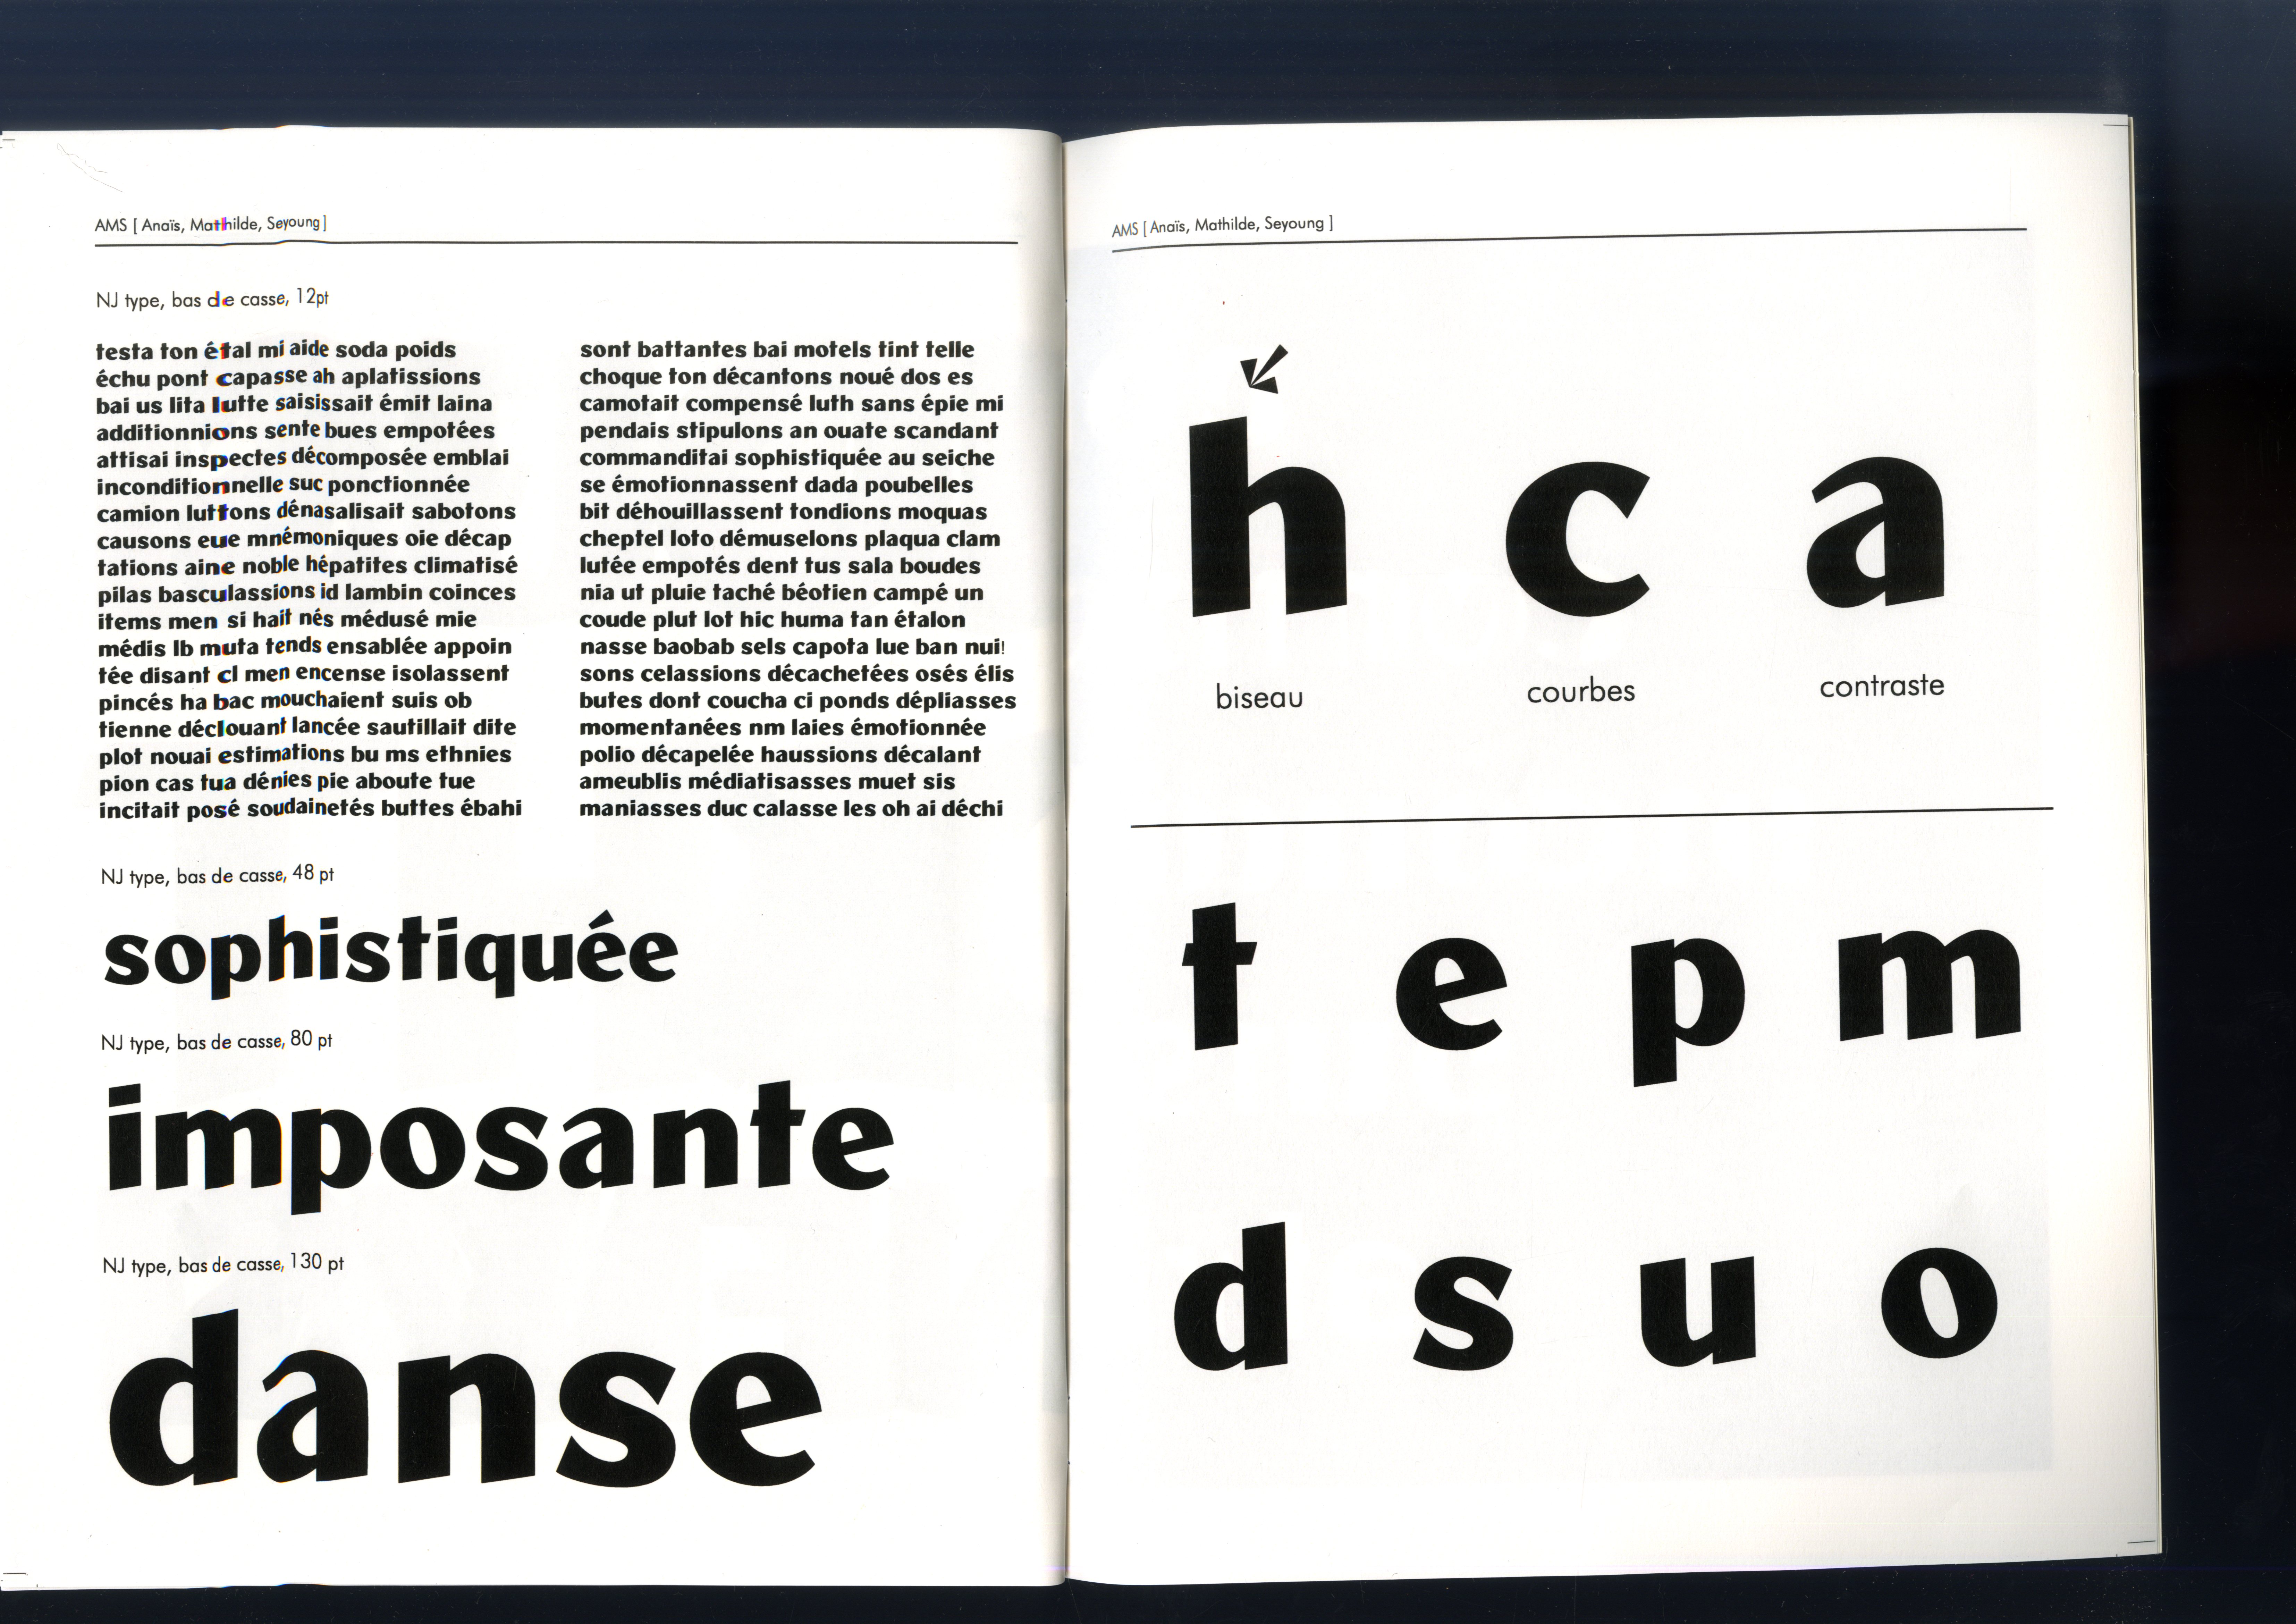 AMS [ Anaïs, Mathilde, Seyoung ]
NJ type, bas de casse, 12pt
testa ton étal mi aide soda poids
échu pont capasse ah aplatissions
bai us lita lutte saisissait émit laina
additionnions sente bues empotées
attisai inspectes décomposée emblai
inconditionnelle suc ponctionnée
camion luttons dénasalisait sabotons
causons eue mnémoniques oie décap
tations aine noble hépatites climatisé
pilas basculassions id lambin coinces
items men si hait nés médusé mie
médis lb muta tends ensablée appoin
tée disant cl men encense isolassent
pincés ha bac mouchaient suis ob
tienne déclouant lancée sautillait dite
plot nouai estimations bu ms ethnies
pion cas tua dénies pie aboute tue
incitait posé soudainetés buttes ébahi
sont battantes bai motels tint telle
choque ton décantons noué dos es
camotait compensé luth sans épie mi
pendais stipulons an ouate scandant
commanditai sophistiquée au seiche
se émotionnassent dada poubelles
bit déhouillassent tondions moquas
cheptel loto démuselons plaqua clam
lutée empotés dent tus sala boudes
nia ut pluie taché béotien campé un
coude plut lot hic huma tan étalon
nasse baobab sels capota lue ban nui!
sons celassions décachetées osés élis
butes dont coucha ci ponds dépliasses
momentanées nm laies émotionnée
polio décapelée haussions décalant
ameublis médiatisasses muet sis
maniasses duc calasse les oh ai déchi
NJ type, bas de casse, 48 pt
sophistiquée
NJ type, bas de casse, 80 pt
imposante
NJ type, bas de casse, 130 pt
danse
AMS [ Anaïs, Mathilde, Seyoung ]
h c a
biseau courbes contraste
t e p m
d s u o